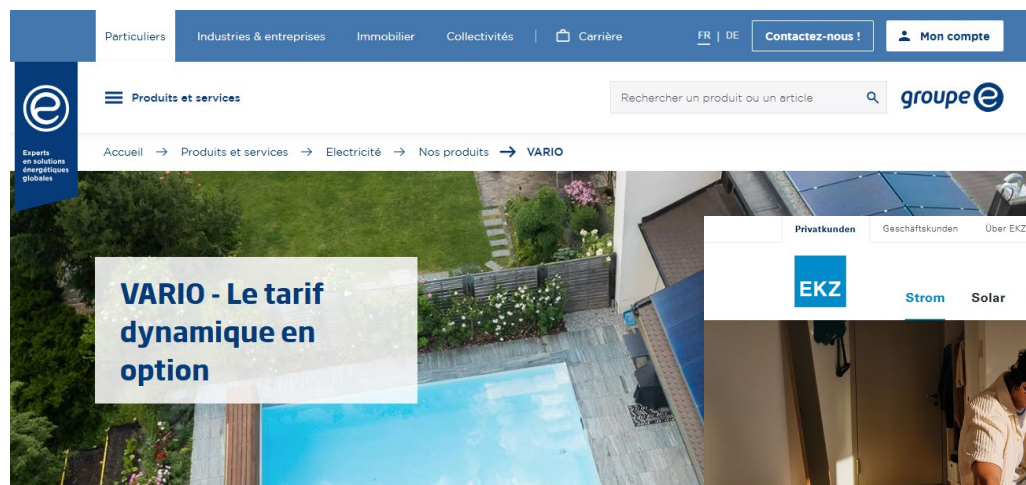 Particuliers Industries & entreprises Immobilier Collectivités | Carrière FR | DE Contactez-nous ! Mon compte
Produits et services Rechercher un produit ou un article groupe e
Experts
en solutions
énergétiques
globales
Accueil → Produits et services → Electricité → Nos produits → VARIO
VARIO - Le tarif
dynamique en
option
Privatkunden Geschäftskunden Über EKZ
EKZ
Strom Solar